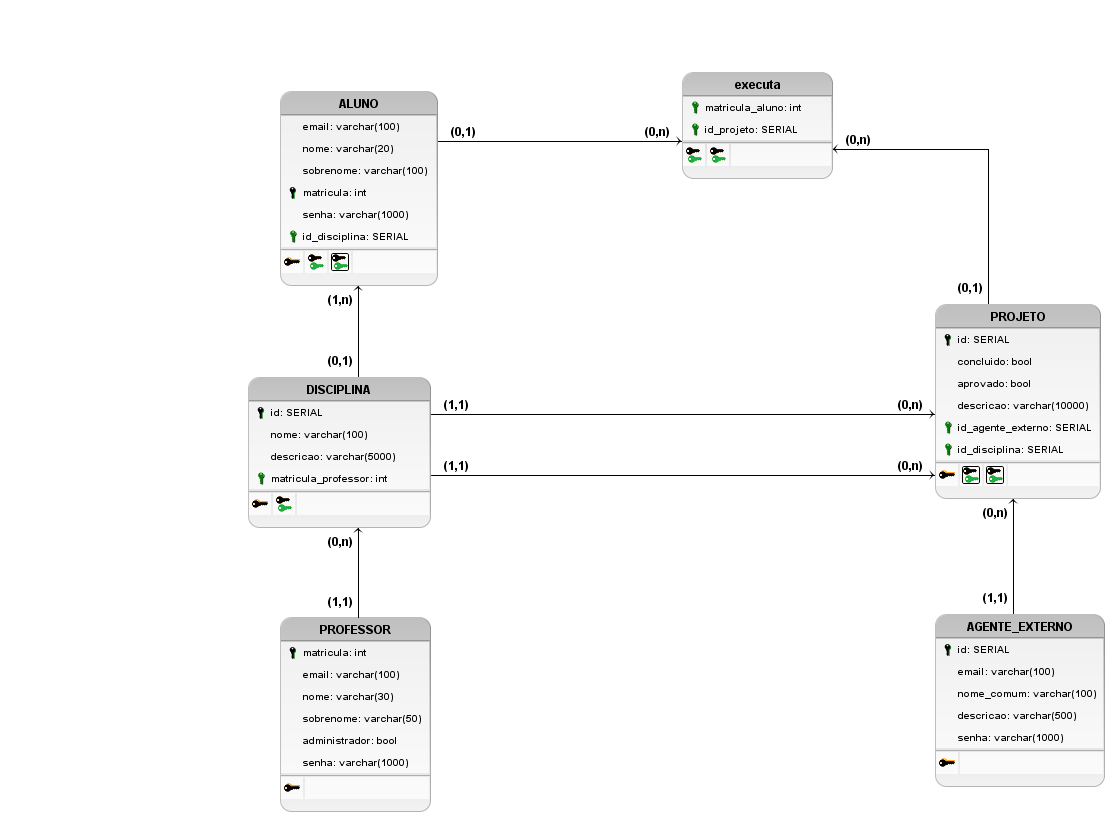 executa
matricula_aluno: int
id_projeto: SERIAL
ALUNO
email: varchar(100)
nome: varchar(20)
sobrenome: varchar(100)
matricula: int
senha: varchar(1000)
id_disciplina: SERIAL
(0,1)
(0,n)
(0,n)
(0,1)
(1,n)
(0,1)
PROJETO
id: SERIAL
concluido: bool
aprovado: bool
descricao: varchar(10000)
id_agente_externo: SERIAL
id_disciplina: SERIAL
DISCIPLINA
id: SERIAL
nome: varchar(100)
descricao: varchar(5000)
matricula_professor: int
(1,1)
(0,n)
(1,1)
(0,n)
(0,n)
(1,1)
(0,n)
(1,1)
PROFESSOR
matricula: int
email: varchar(100)
nome: varchar(30)
sobrenome: varchar(50)
administrador: bool
senha: varchar(1000)
AGENTE_EXTERNO
id: SERIAL
email: varchar(100)
nome_comum: varchar(100)
descricao: varchar(500)
senha: varchar(1000)